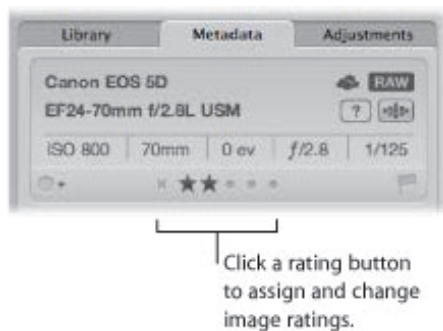 Library Metadata Adjustments
Canon EOS 5D RAW
EF24-70mm f/2.8L USM ?
ISO 800 70mm 0 ev ƒ/2.8 1/125
Click a rating button
to assign and change
image ratings.